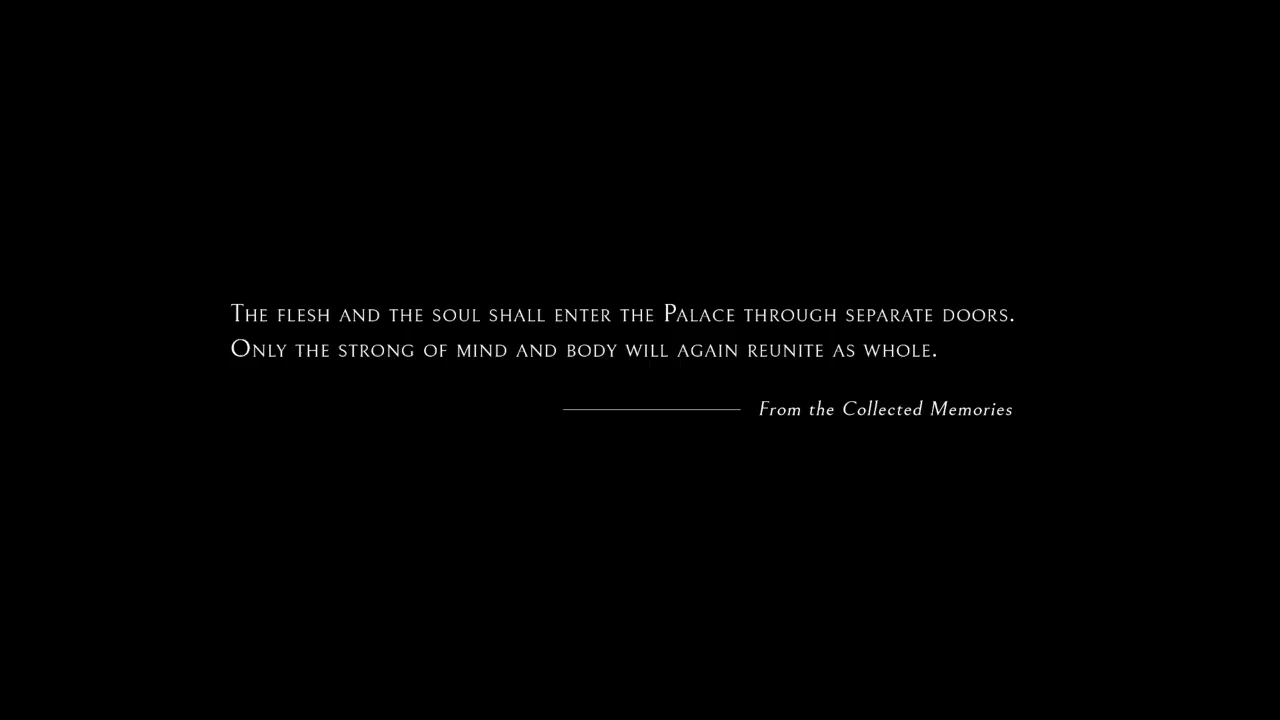 The flesh and the soul shall enter the Palace through separate doors.
Only the strong of mind and body will again reunite as whole.
From the Collected Memories